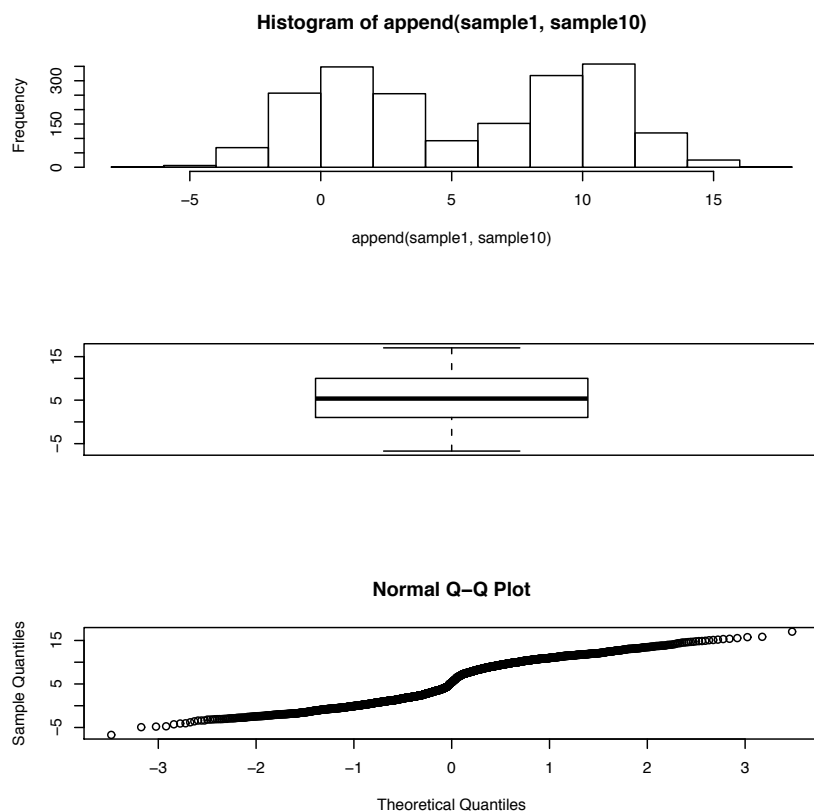 Histogram of append(sample1, sample10)
Frequency
0 150 300
−5 0 5 10 15
append(sample1, sample10)
−5 5 15
Normal Q−Q Plot
Sample Quantiles
−5 5 15
−3 −2 −1 0 1 2 3
Theoretical Quantiles